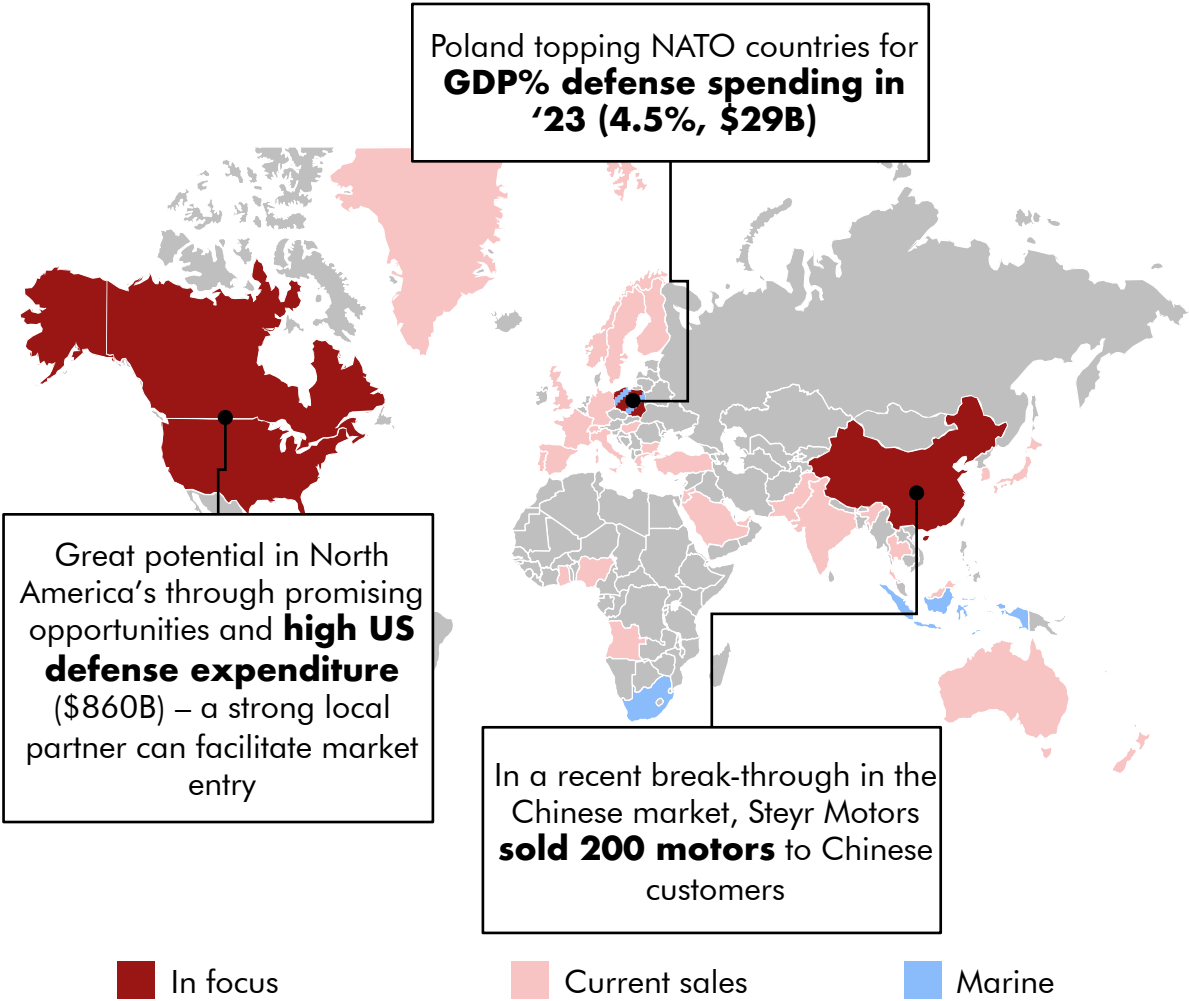 Poland topping NATO countries for
GDP% defense spending in
‘23 (4.5%, $29B)
Great potential in North
America’s through promising
opportunities and high US
defense expenditure
($860B) – a strong local
partner can facilitate market
entry
In a recent break-through in the
Chinese market, Steyr Motors
sold 200 motors to Chinese
customers
In focus
Current sales
Marine